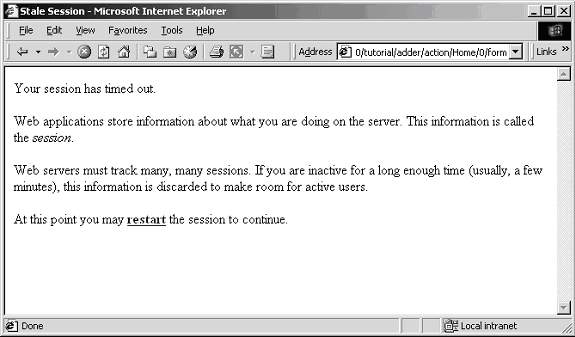 Stale Session - Microsoft Internet Explorer
File Edit View Favorites Tools Help
Address 0/tutorial/adder/action/Home/0/form Links »
Your session has timed out.
Web applications store information about what you are doing on the server. This information is called
the session.
Web servers must track many, many sessions. If you are inactive for a long enough time (usually, a few
minutes), this information is discarded to make room for active users.
At this point you may restart the session to continue.
Done Local intranet